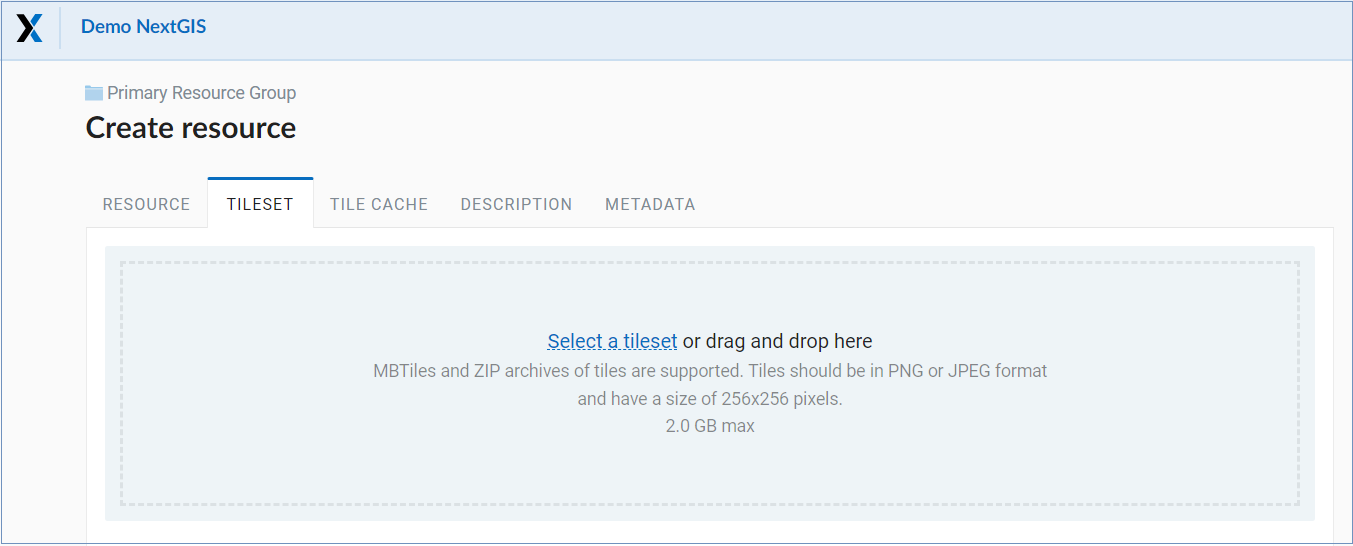 Demo NextGIS
Primary Resource Group
Create resource
RESOURCE TILESET TILE CACHE DESCRIPTION METADATA
Select a tileset or drag and drop here
MBTiles and ZIP archives of tiles are supported. Tiles should be in PNG or JPEG format
and have a size of 256x256 pixels.
2.0 GB max